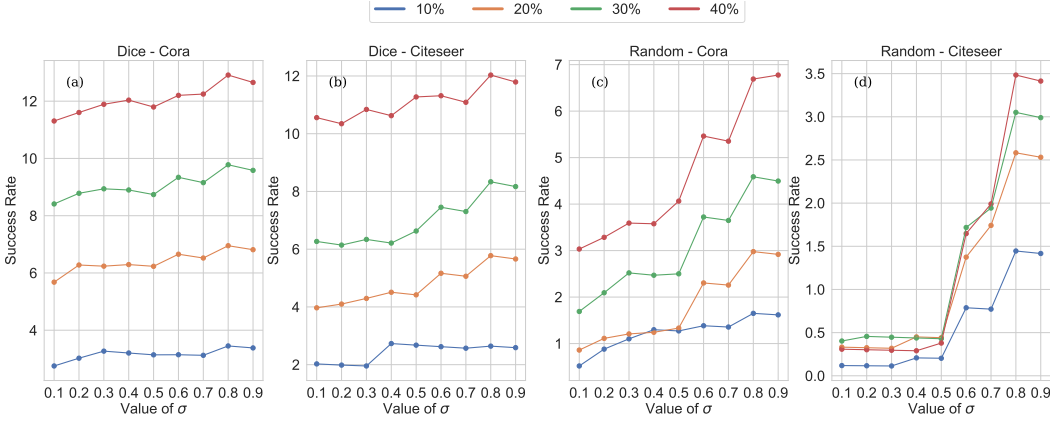 10% 20% 30% 40%
Dice - Cora
(a)
Success Rate
12
10
8
6
4
0.1 0.2 0.3 0.4 0.5 0.6 0.7 0.8 0.9
Value of σ
Dice - Citeseer
(b)
Success Rate
12
10
8
6
4
2
0.1 0.2 0.3 0.4 0.5 0.6 0.7 0.8 0.9
Value of σ
Random - Cora
(c)
Success Rate
7
6
5
4
3
2
1
0.1 0.2 0.3 0.4 0.5 0.6 0.7 0.8 0.9
Value of σ
Random - Citeseer
(d)
Success Rate
3.5
3.0
2.5
2.0
1.5
1.0
0.5
0.0
0.1 0.2 0.3 0.4 0.5 0.6 0.7 0.8 0.9
Value of σ